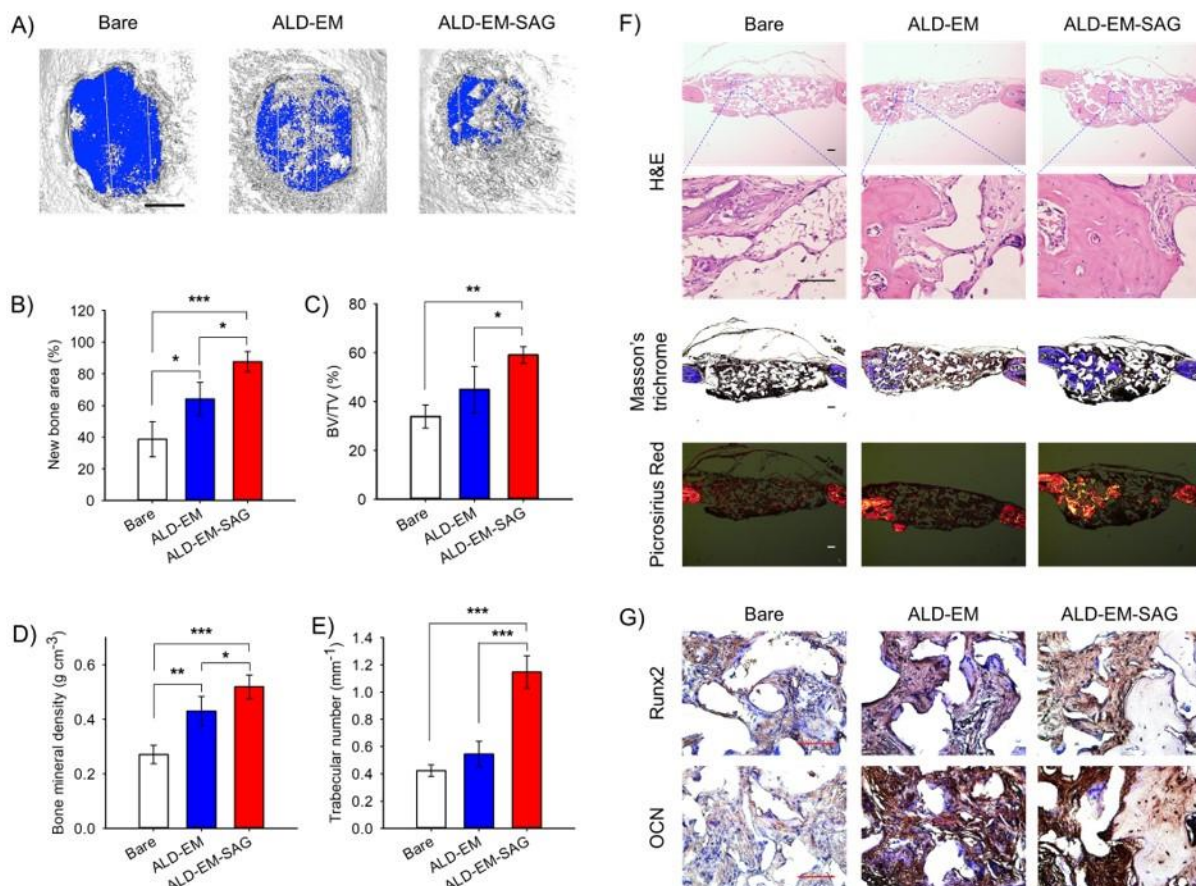 A)
Bare
ALD-EM
ALD-EM-SAG
B)
New bone area (%)
120
100
80
60
40
20
0
***
*
*
Bare
ALD-EM
ALD-EM-SAG
C)
BV/TV (%)
80
60
40
20
0
**
*
Bare
ALD-EM
ALD-EM-SAG
D)
Bone mineral density (g cm⁻³)
0.6
0.4
0.2
0.0
***
**
*
Bare
ALD-EM
ALD-EM-SAG
E)
Trabecular number (mm⁻¹)
1.4
1.2
1.0
0.8
0.6
0.4
0.2
0.0
***
***
Bare
ALD-EM
ALD-EM-SAG
F)
Bare
ALD-EM
ALD-EM-SAG
H&E
Masson's
trichrome
Picrosirius Red
G)
Bare
ALD-EM
ALD-EM-SAG
Runx2
OCN